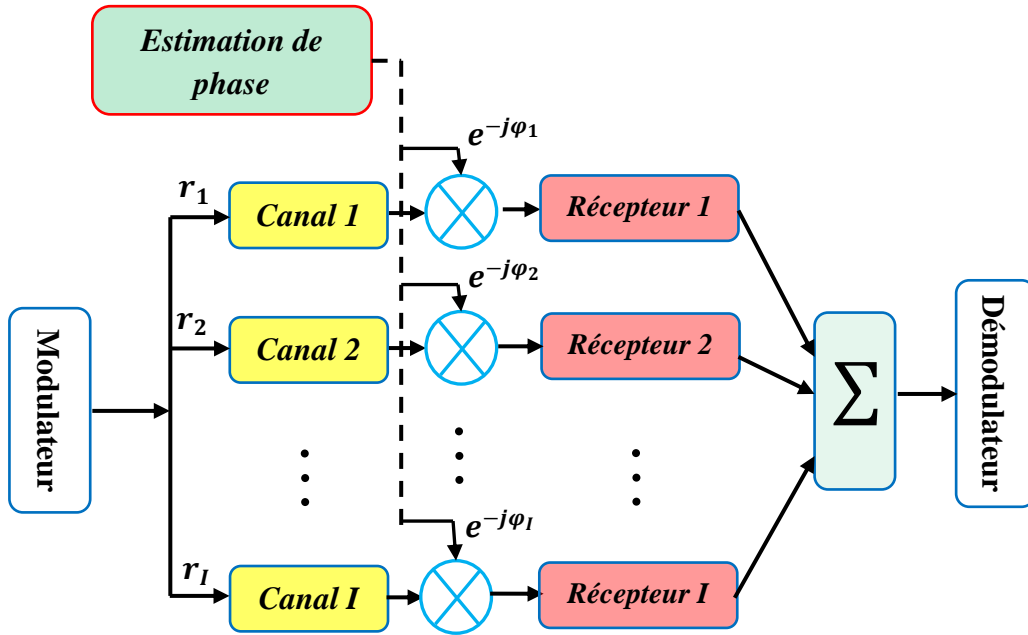 Estimation de
phase
e^{-jφ_1}
r_1
Canal 1
Récepteur 1
e^{-jφ_2}
r_2
Canal 2
Récepteur 2
Modulateur
Σ
Démodulateur
e^{-jφ_I}
r_I
Canal I
Récepteur I